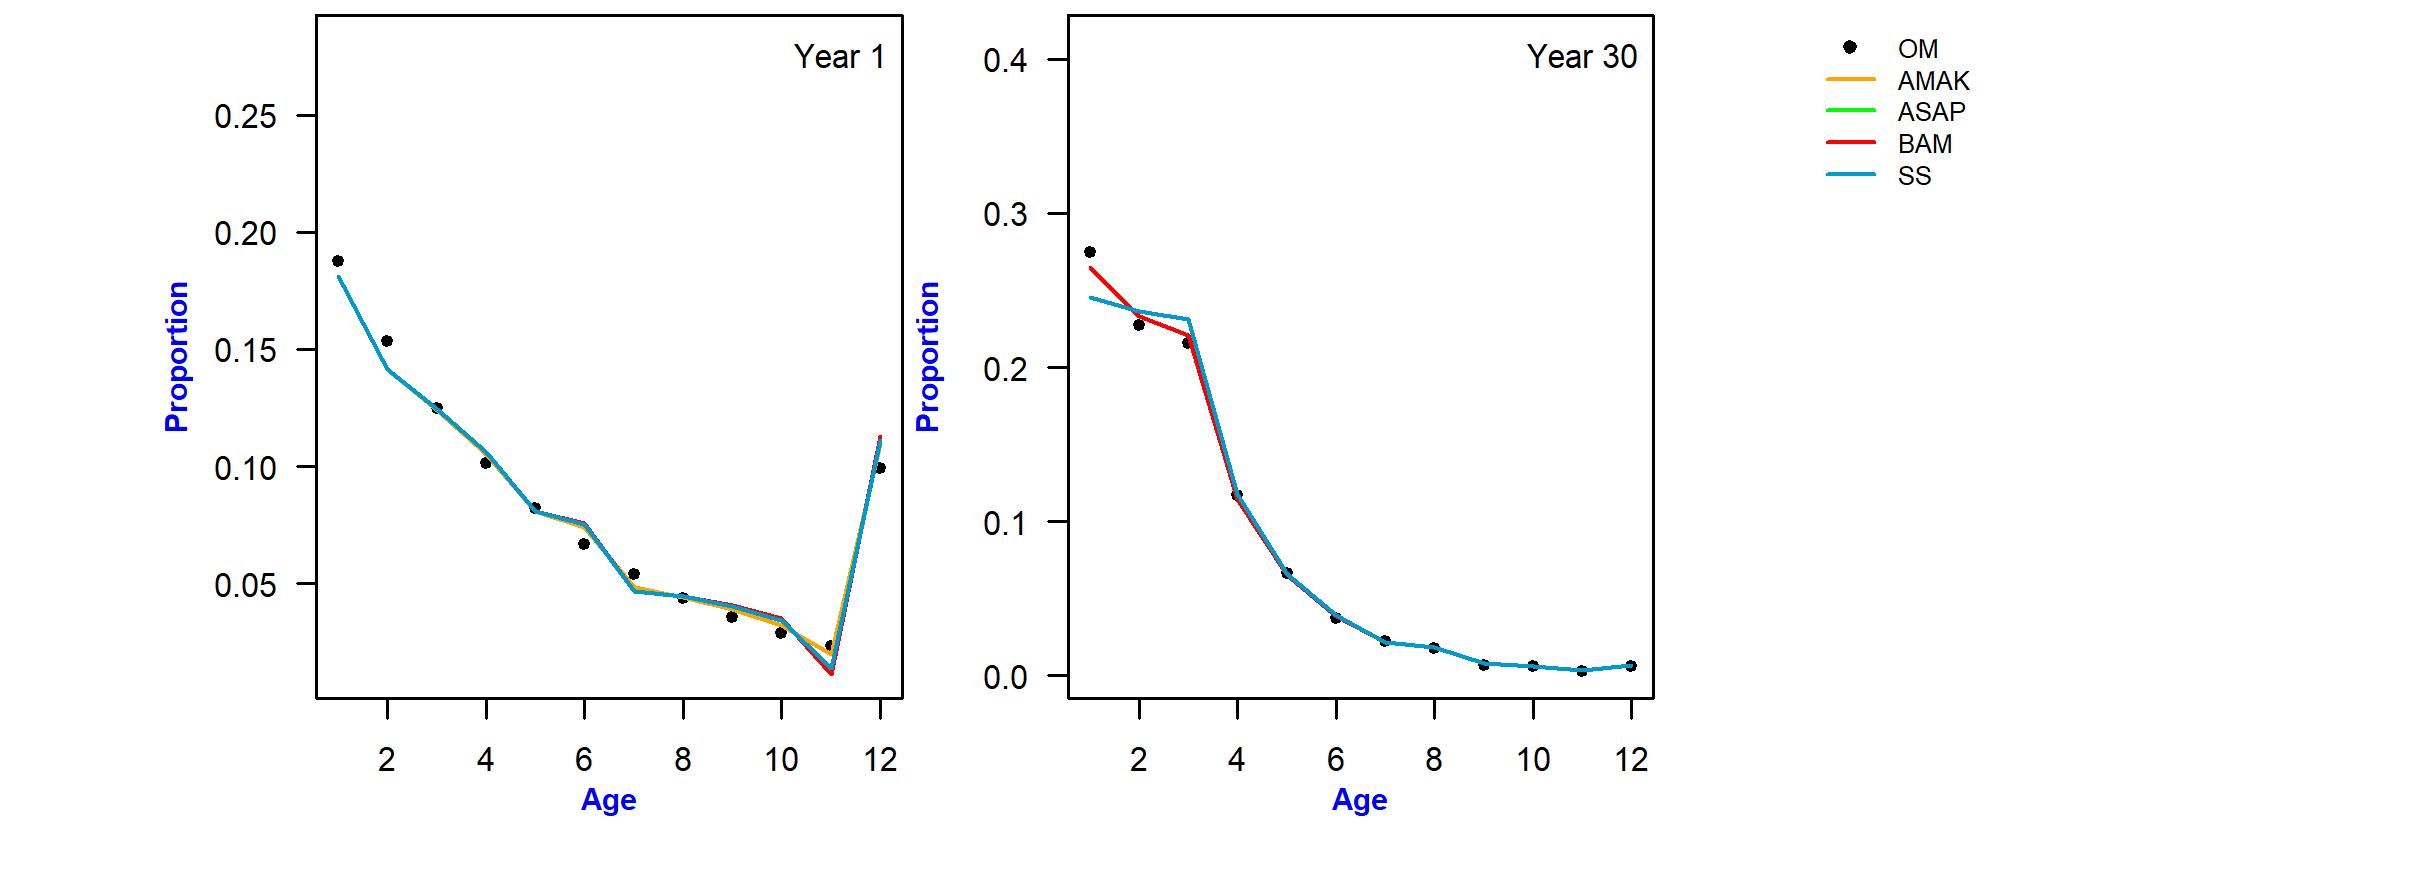 Year 1
0.25
0.20
0.15
0.10
0.05
Proportion
2 4 6 8 10 12
Age
Year 30
0.4
0.3
0.2
0.1
0.0
Proportion
2 4 6 8 10 12
Age
OM
AMAK
ASAP
BAM
SS